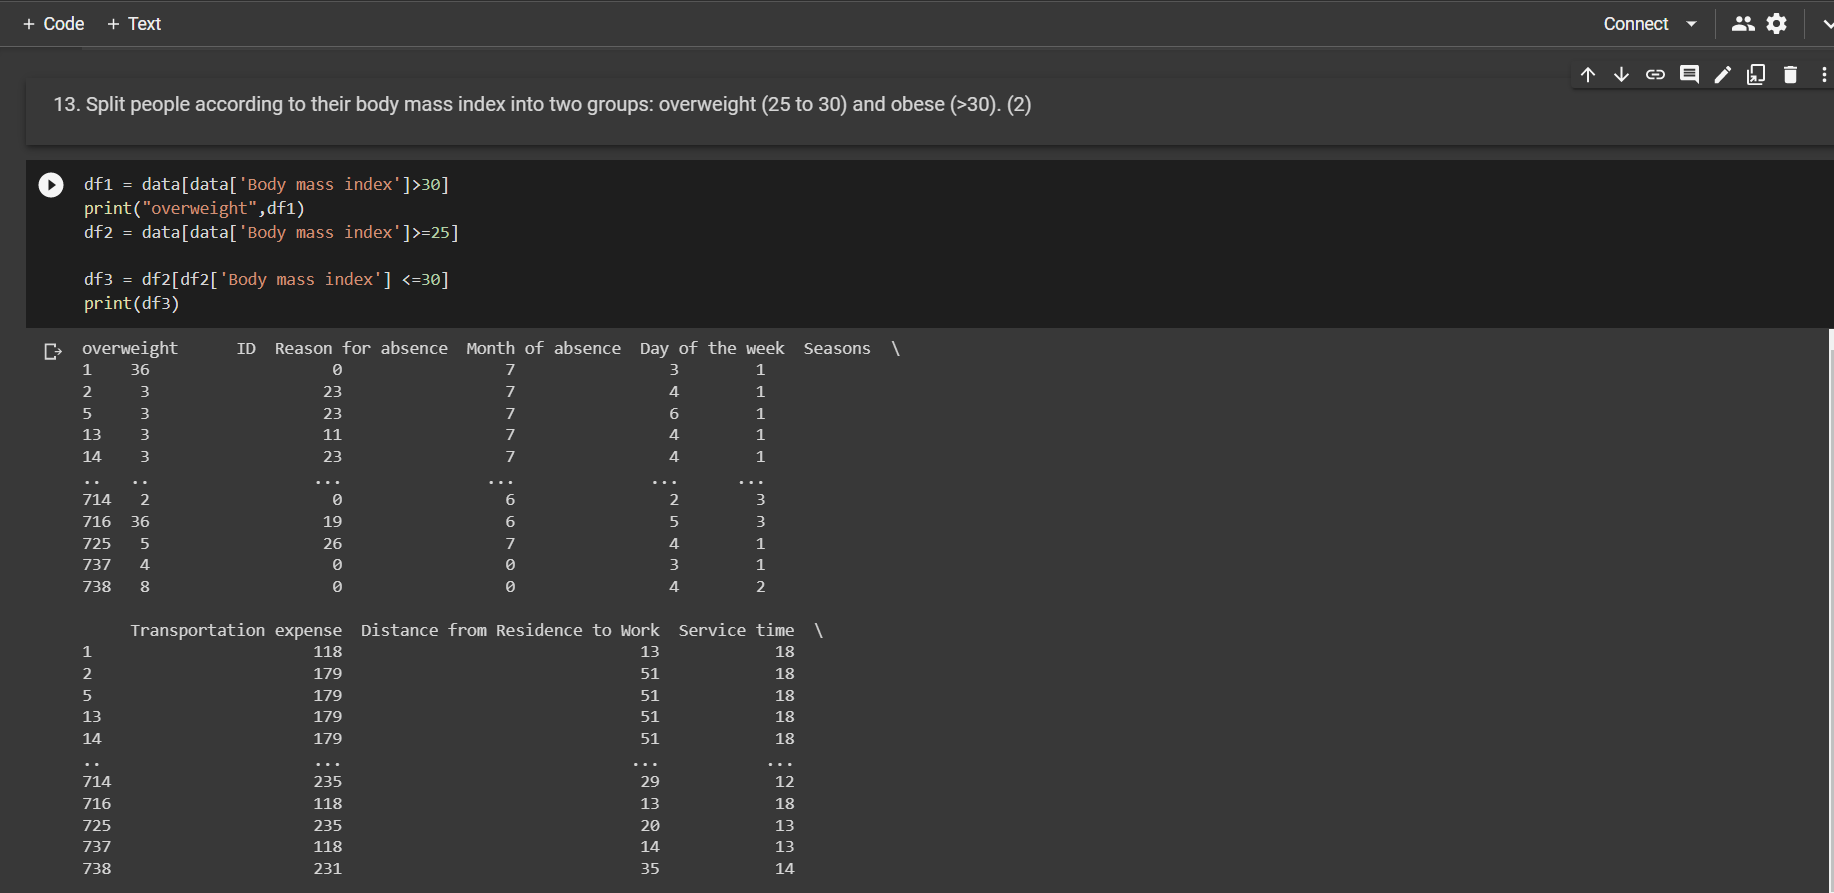 + Code + Text Connect
13. Split people according to their body mass index into two groups: overweight (25 to 30) and obese (>30). (2)
df1 = data[data['Body mass index']>30]
print("overweight",df1)
df2 = data[data['Body mass index']>=25]
df3 = df2[df2['Body mass index'] <=30]
print(df3)
overweight ID Reason for absence Month of absence Day of the week Seasons \
1 36 0 7 3 1
2 3 23 7 4 1
5 3 23 7 6 1
13 3 11 7 4 1
14 3 23 7 4 1
.. .. ... ... ... ...
714 2 0 6 2 3
716 36 19 6 5 3
725 5 26 7 4 1
737 4 0 0 3 1
738 8 0 0 4 2
Transportation expense Distance from Residence to Work Service time \
1 118 13 18
2 179 51 18
5 179 51 18
13 179 51 18
14 179 51 18
.. ... ... ...
714 235 29 12
716 118 13 18
725 235 20 13
737 118 14 13
738 231 35 14